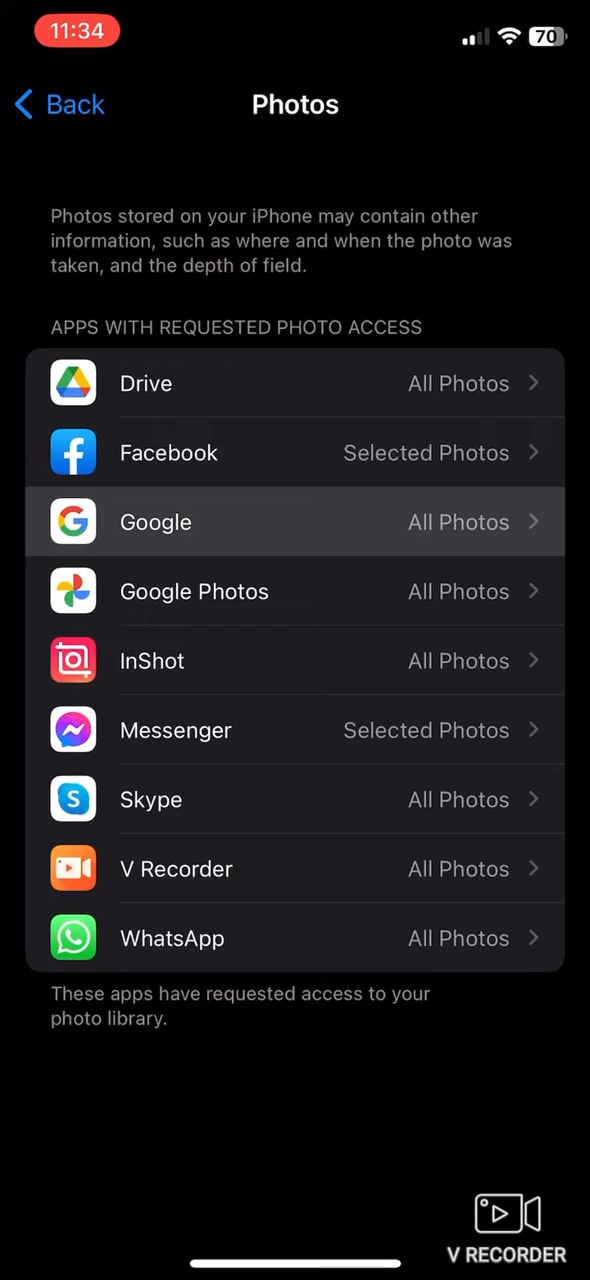 11:34
70
Back
Photos
Photos stored on your iPhone may contain other
information, such as where and when the photo was
taken, and the depth of field.
APPS WITH REQUESTED PHOTO ACCESS
Drive All Photos
Facebook Selected Photos
Google All Photos
Google Photos All Photos
InShot All Photos
Messenger Selected Photos
Skype All Photos
V Recorder All Photos
WhatsApp All Photos
These apps have requested access to your
photo library.
V RECORDER